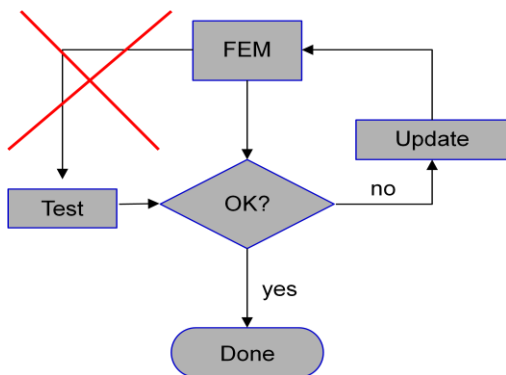 FEM
Update
Test
OK?
no
yes
Done